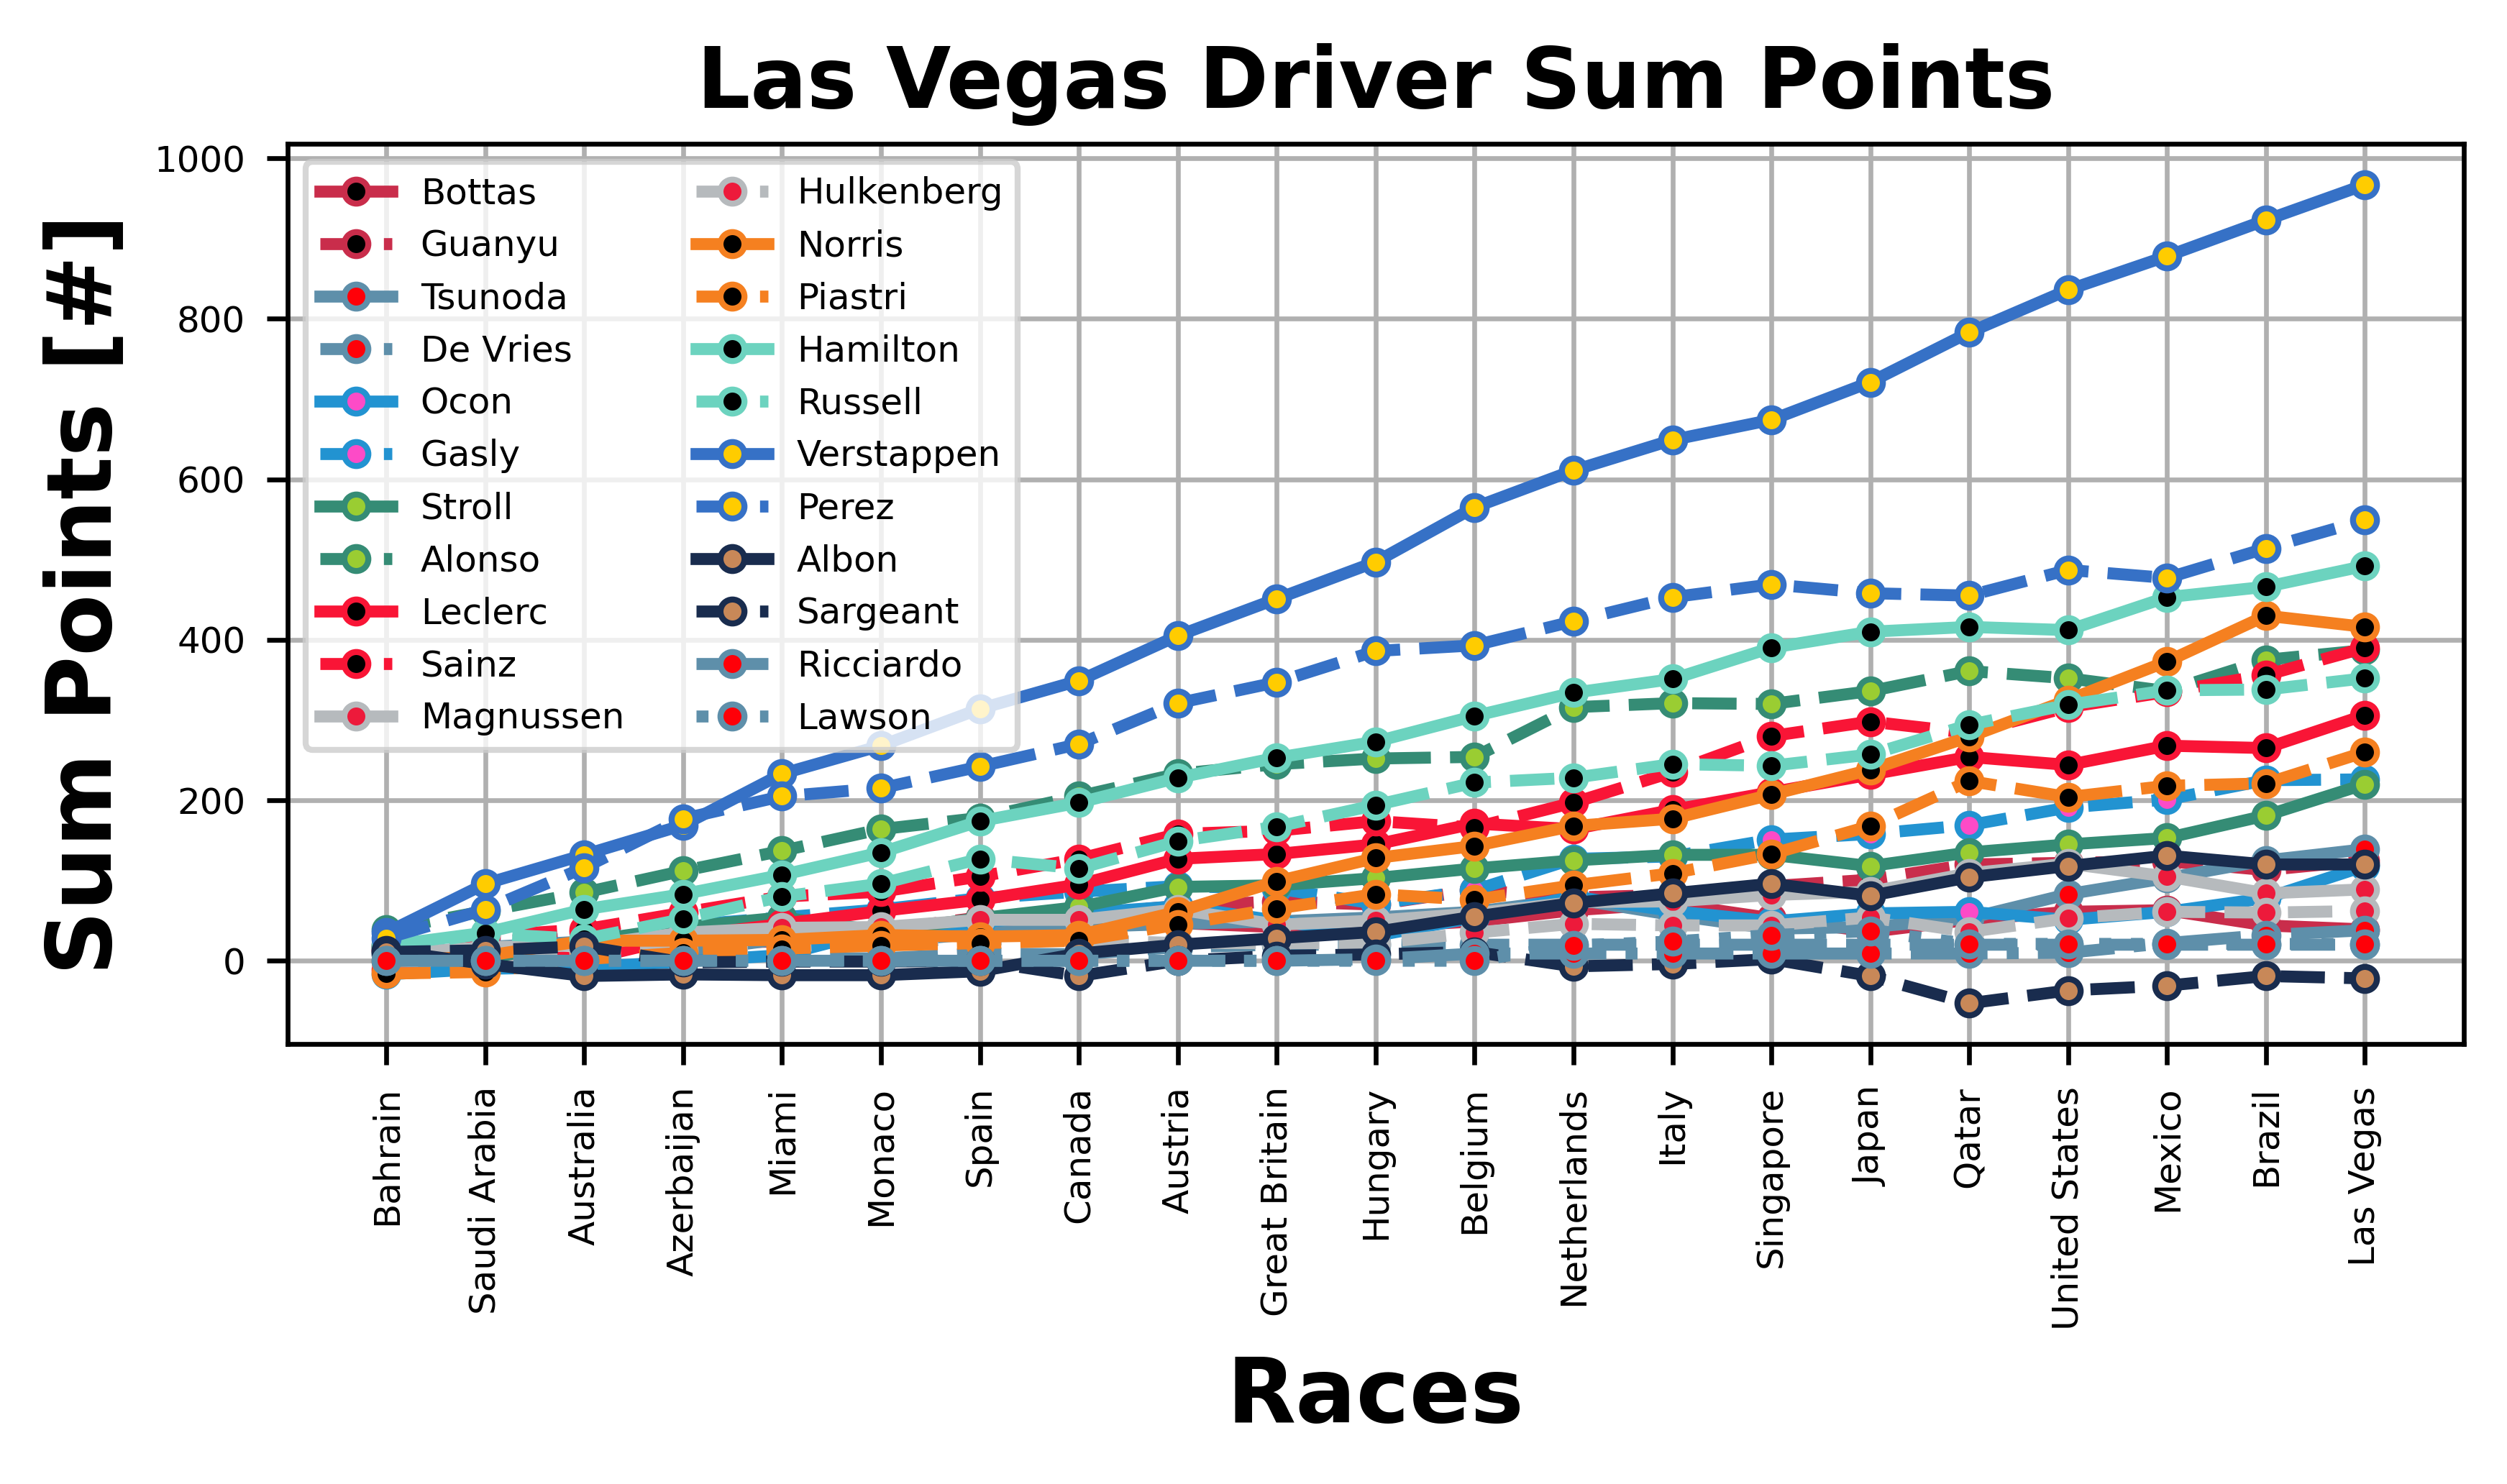 Las Vegas Driver Sum Points
Sum Points [#]
1000
800
600
400
200
0
Bottas
Guanyu
Tsunoda
De Vries
Ocon
Gasly
Stroll
Alonso
Leclerc
Sainz
Magnussen
Hulkenberg
Norris
Piastri
Hamilton
Russell
Verstappen
Perez
Albon
Sargeant
Ricciardo
Lawson
Bahrain
Saudi Arabia
Australia
Azerbaijan
Miami
Monaco
Spain
Canada
Austria
Great Britain
Hungary
Belgium
Netherlands
Italy
Singapore
Japan
Qatar
United States
Mexico
Brazil
Las Vegas
Races